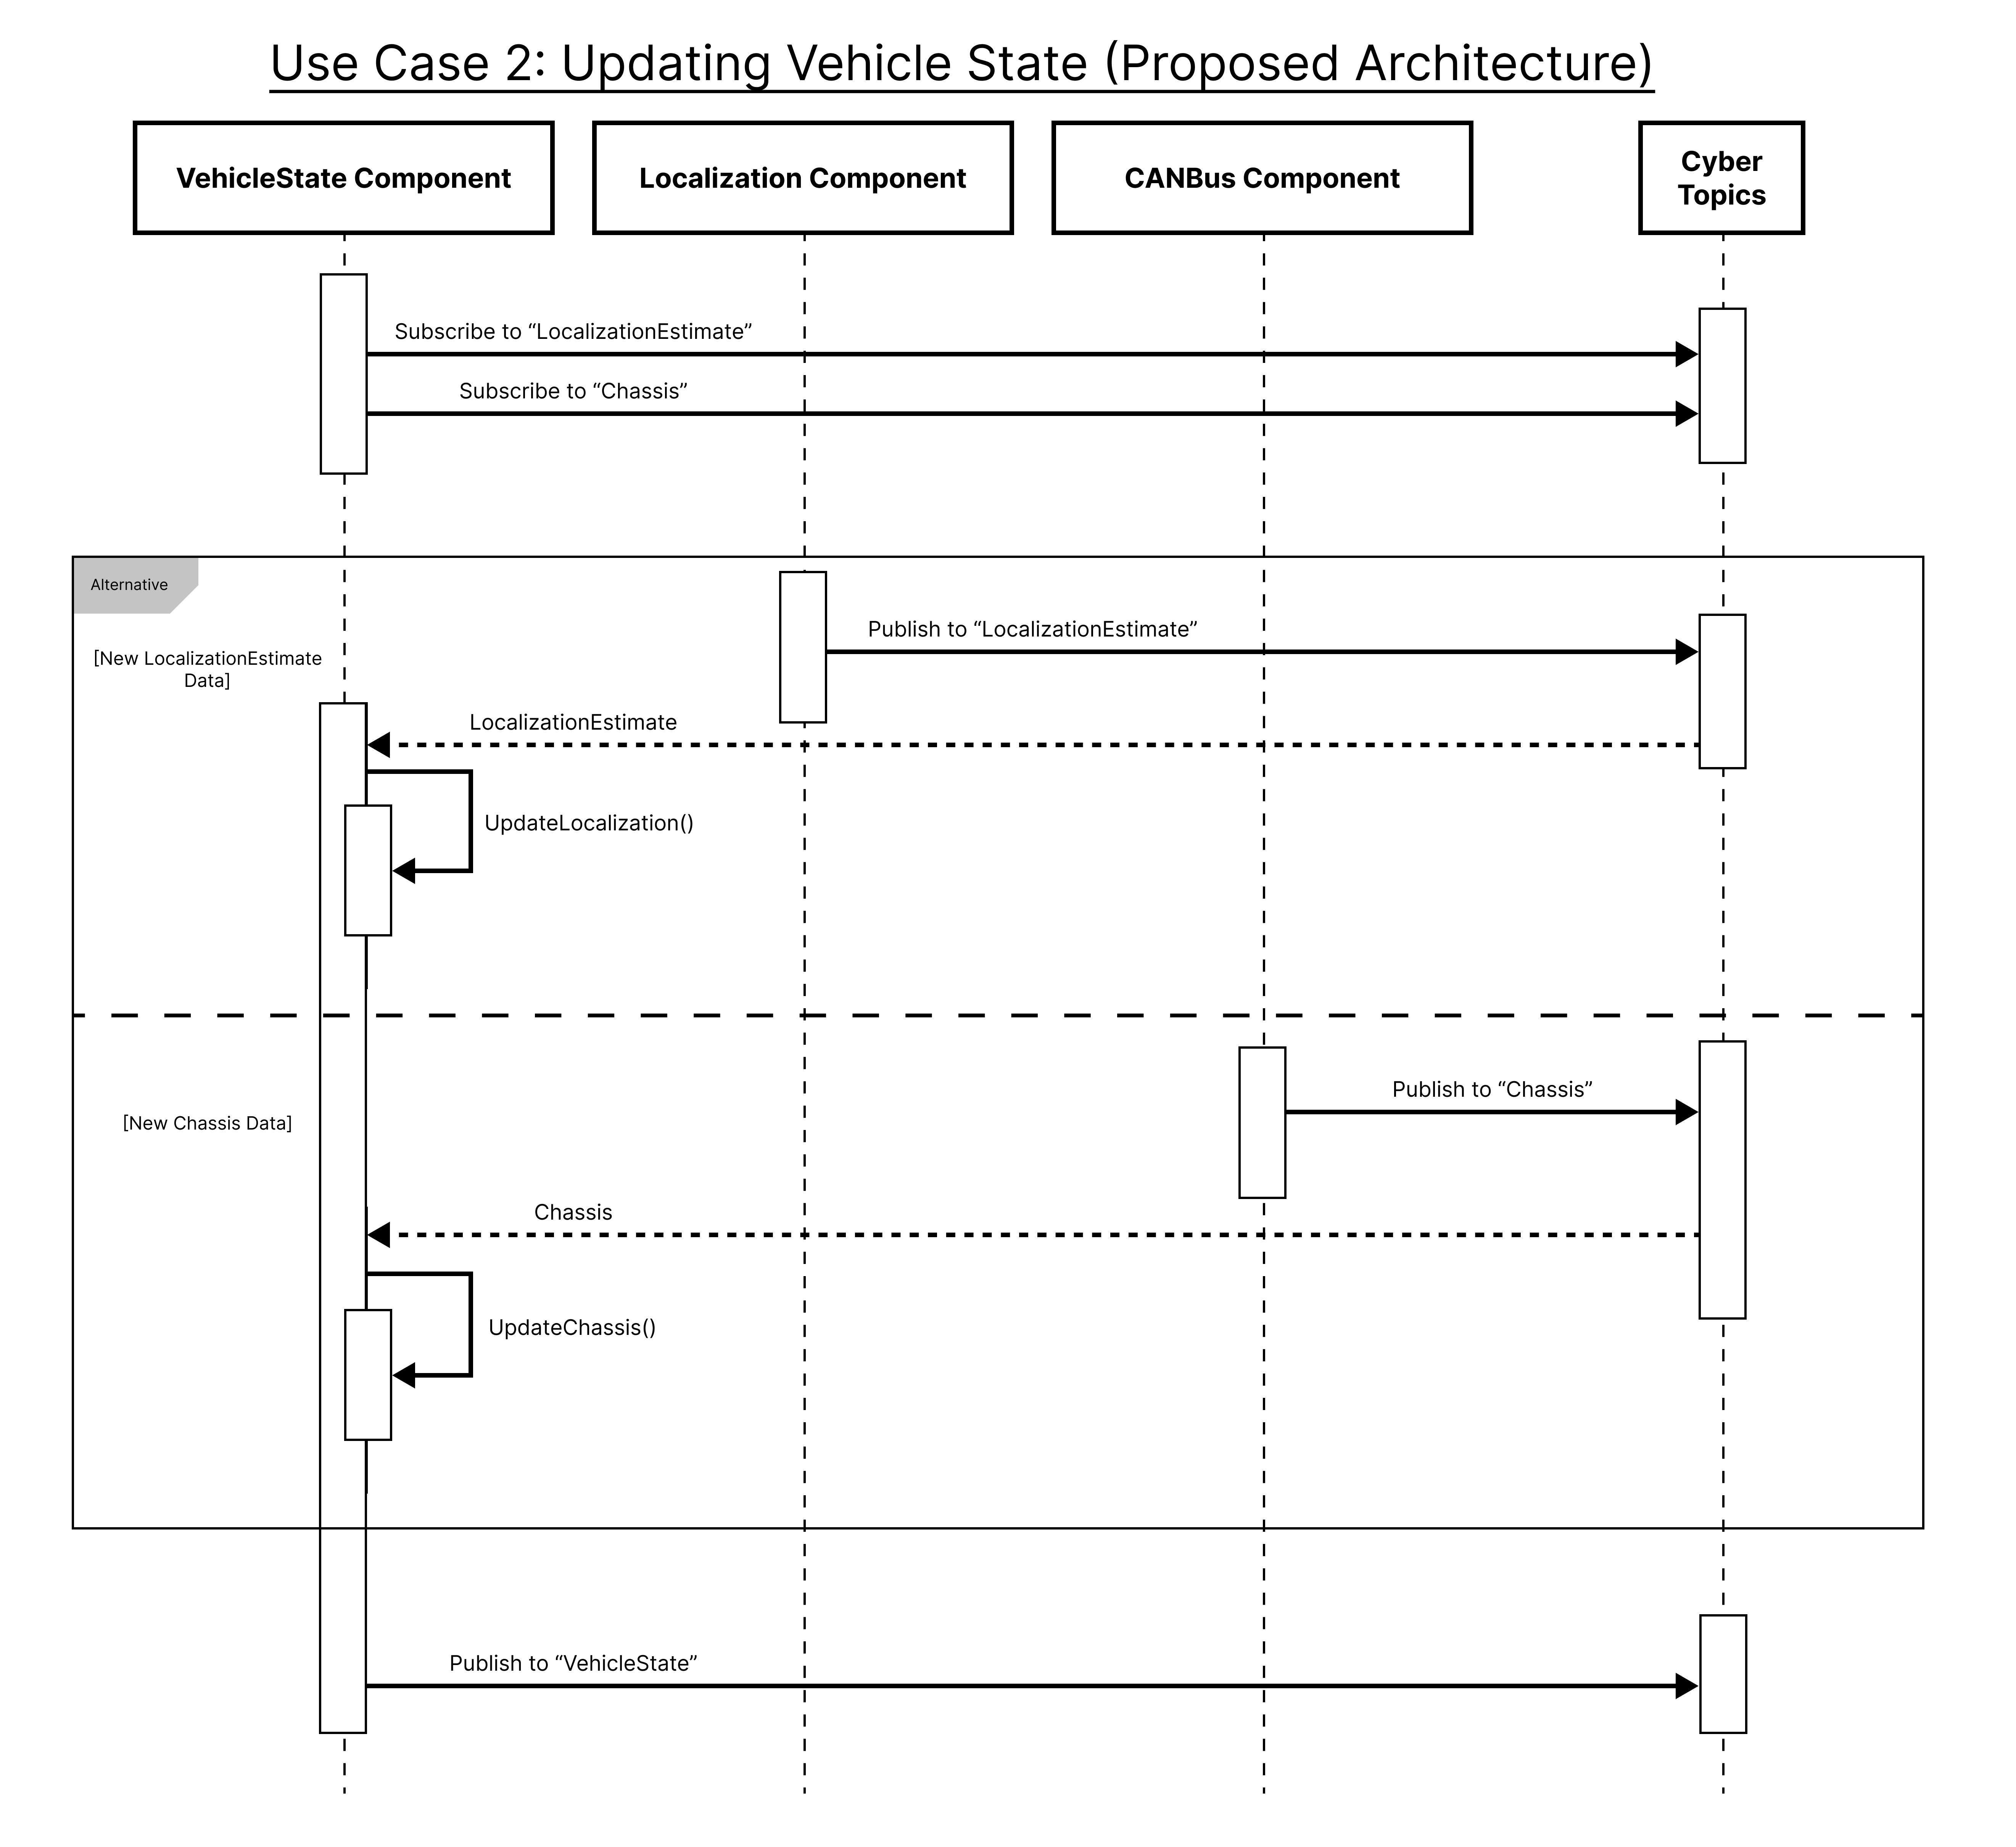 Use Case 2: Updating Vehicle State (Proposed Architecture)
VehicleState Component
Localization Component
CANBus Component
Cyber
Topics
Subscribe to “LocalizationEstimate”
Subscribe to “Chassis”
Alternative
Publish to “LocalizationEstimate”
[New LocalizationEstimate
Data]
LocalizationEstimate
UpdateLocalization()
Publish to “Chassis”
[New Chassis Data]
Chassis
UpdateChassis()
Publish to “VehicleState”